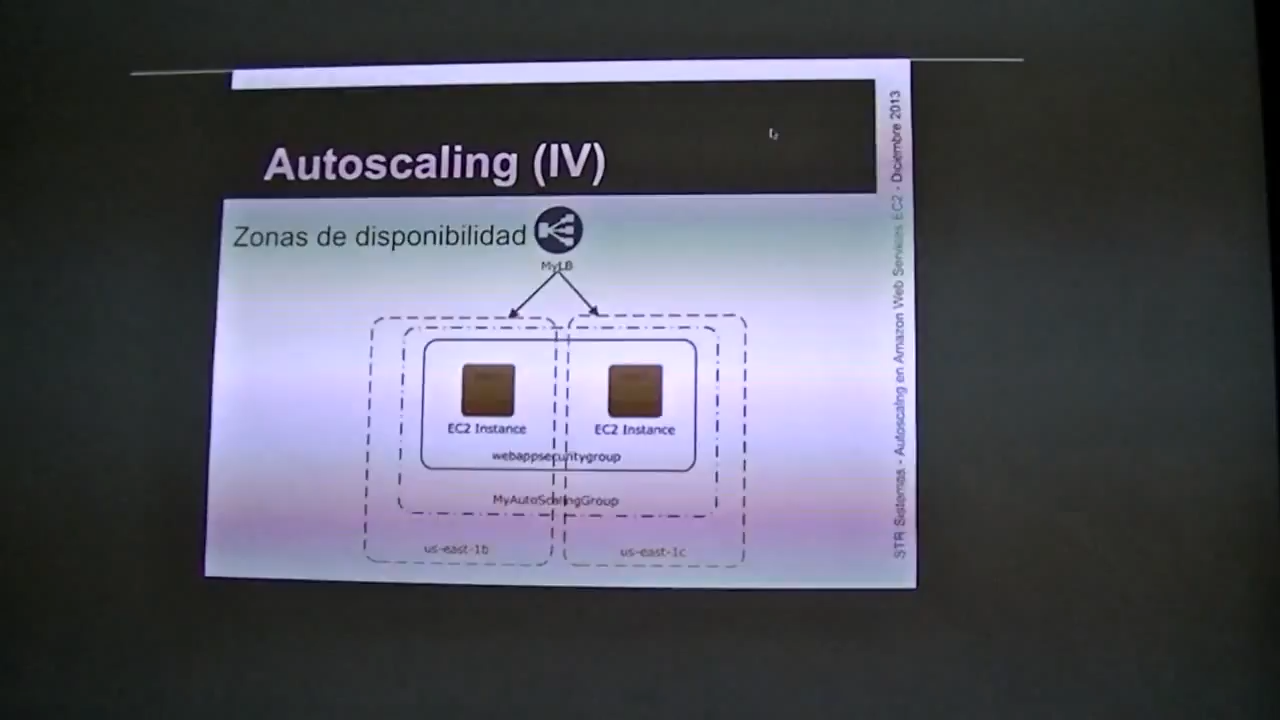 Autoscaling (IV)
Zonas de disponibilidad
MyLB
EC2 Instance
EC2 Instance
webappsecuritygroup
MyAutoScalingGroup
us-east-1b
us-east-1c
STR Sistemas - Autoscaling en Amazon Web Services EC2 - Diciembre 2013